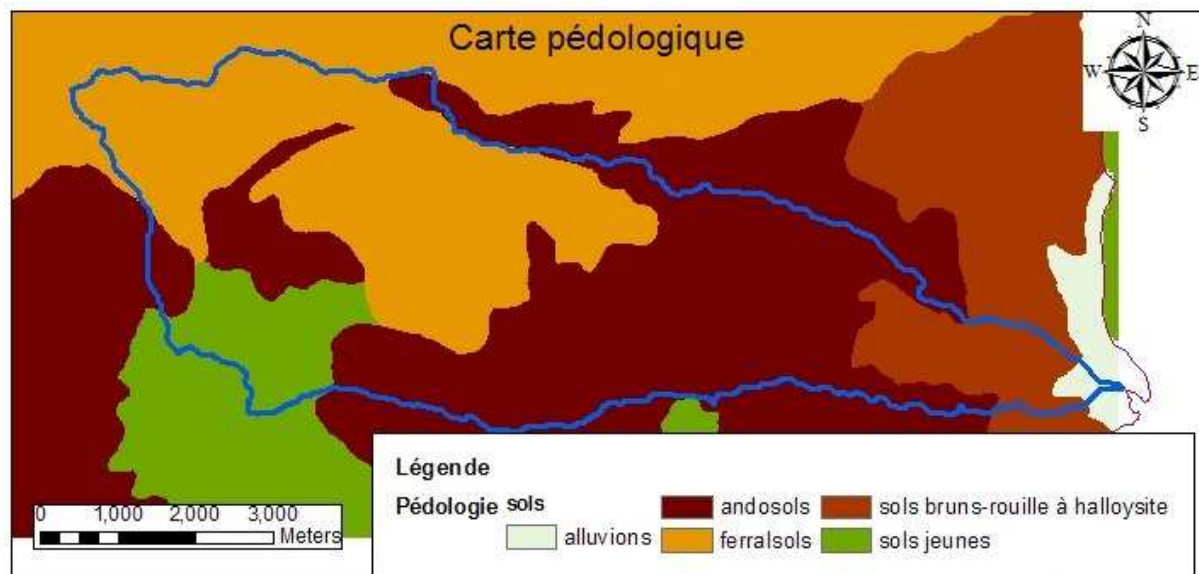 Carte pédologique
N
W E
S
Légende
Pédologie sols
alluvions
andosols
ferralsols
sols bruns-rouille à halloysite
sols jeunes
0 1,000 2,000 3,000
Meters